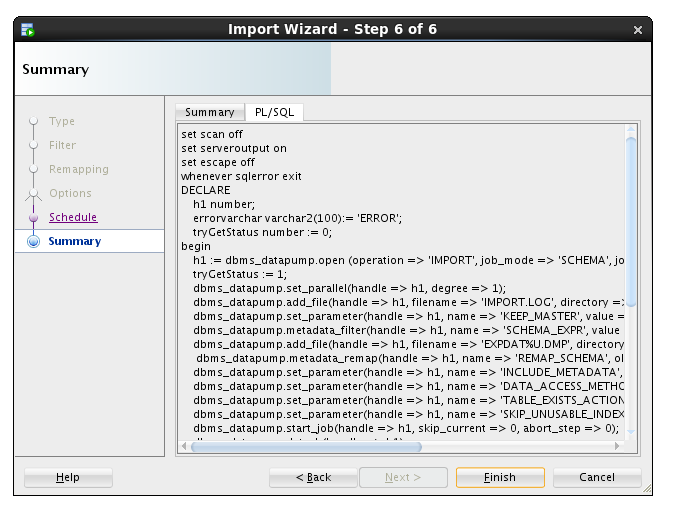 Import Wizard - Step 6 of 6
Summary
Type
Filter
Remapping
Options
Schedule
Summary
Summary
PL/SQL
set scan off
set serveroutput on
set escape off
whenever sqlerror exit
DECLARE
h1 number;
errorvarchar varchar2(100):= 'ERROR';
tryGetStatus number := 0;
begin
h1 := dbms_datapump.open (operation => 'IMPORT', job_mode => 'SCHEMA', jo
tryGetStatus := 1;
dbms_datapump.set_parallel(handle => h1, degree => 1);
dbms_datapump.add_file(handle => h1, filename => 'IMPORT.LOG', directory =>
dbms_datapump.set_parameter(handle => h1, name => 'KEEP_MASTER', value =
dbms_datapump.metadata_filter(handle => h1, name => 'SCHEMA_EXPR', value
dbms_datapump.add_file(handle => h1, filename => 'EXPDAT%U.DMP', directory
dbms_datapump.metadata_remap(handle => h1, name => 'REMAP_SCHEMA', ol
dbms_datapump.set_parameter(handle => h1, name => 'INCLUDE_METADATA',
dbms_datapump.set_parameter(handle => h1, name => 'DATA_ACCESS_METHO
dbms_datapump.set_parameter(handle => h1, name => 'TABLE_EXISTS_ACTION
dbms_datapump.set_parameter(handle => h1, name => 'SKIP_UNUSABLE_INDEX
dbms_datapump.start_job(handle => h1, skip_current => 0, abort_step => 0);
Help
< Back
Next >
Finish
Cancel